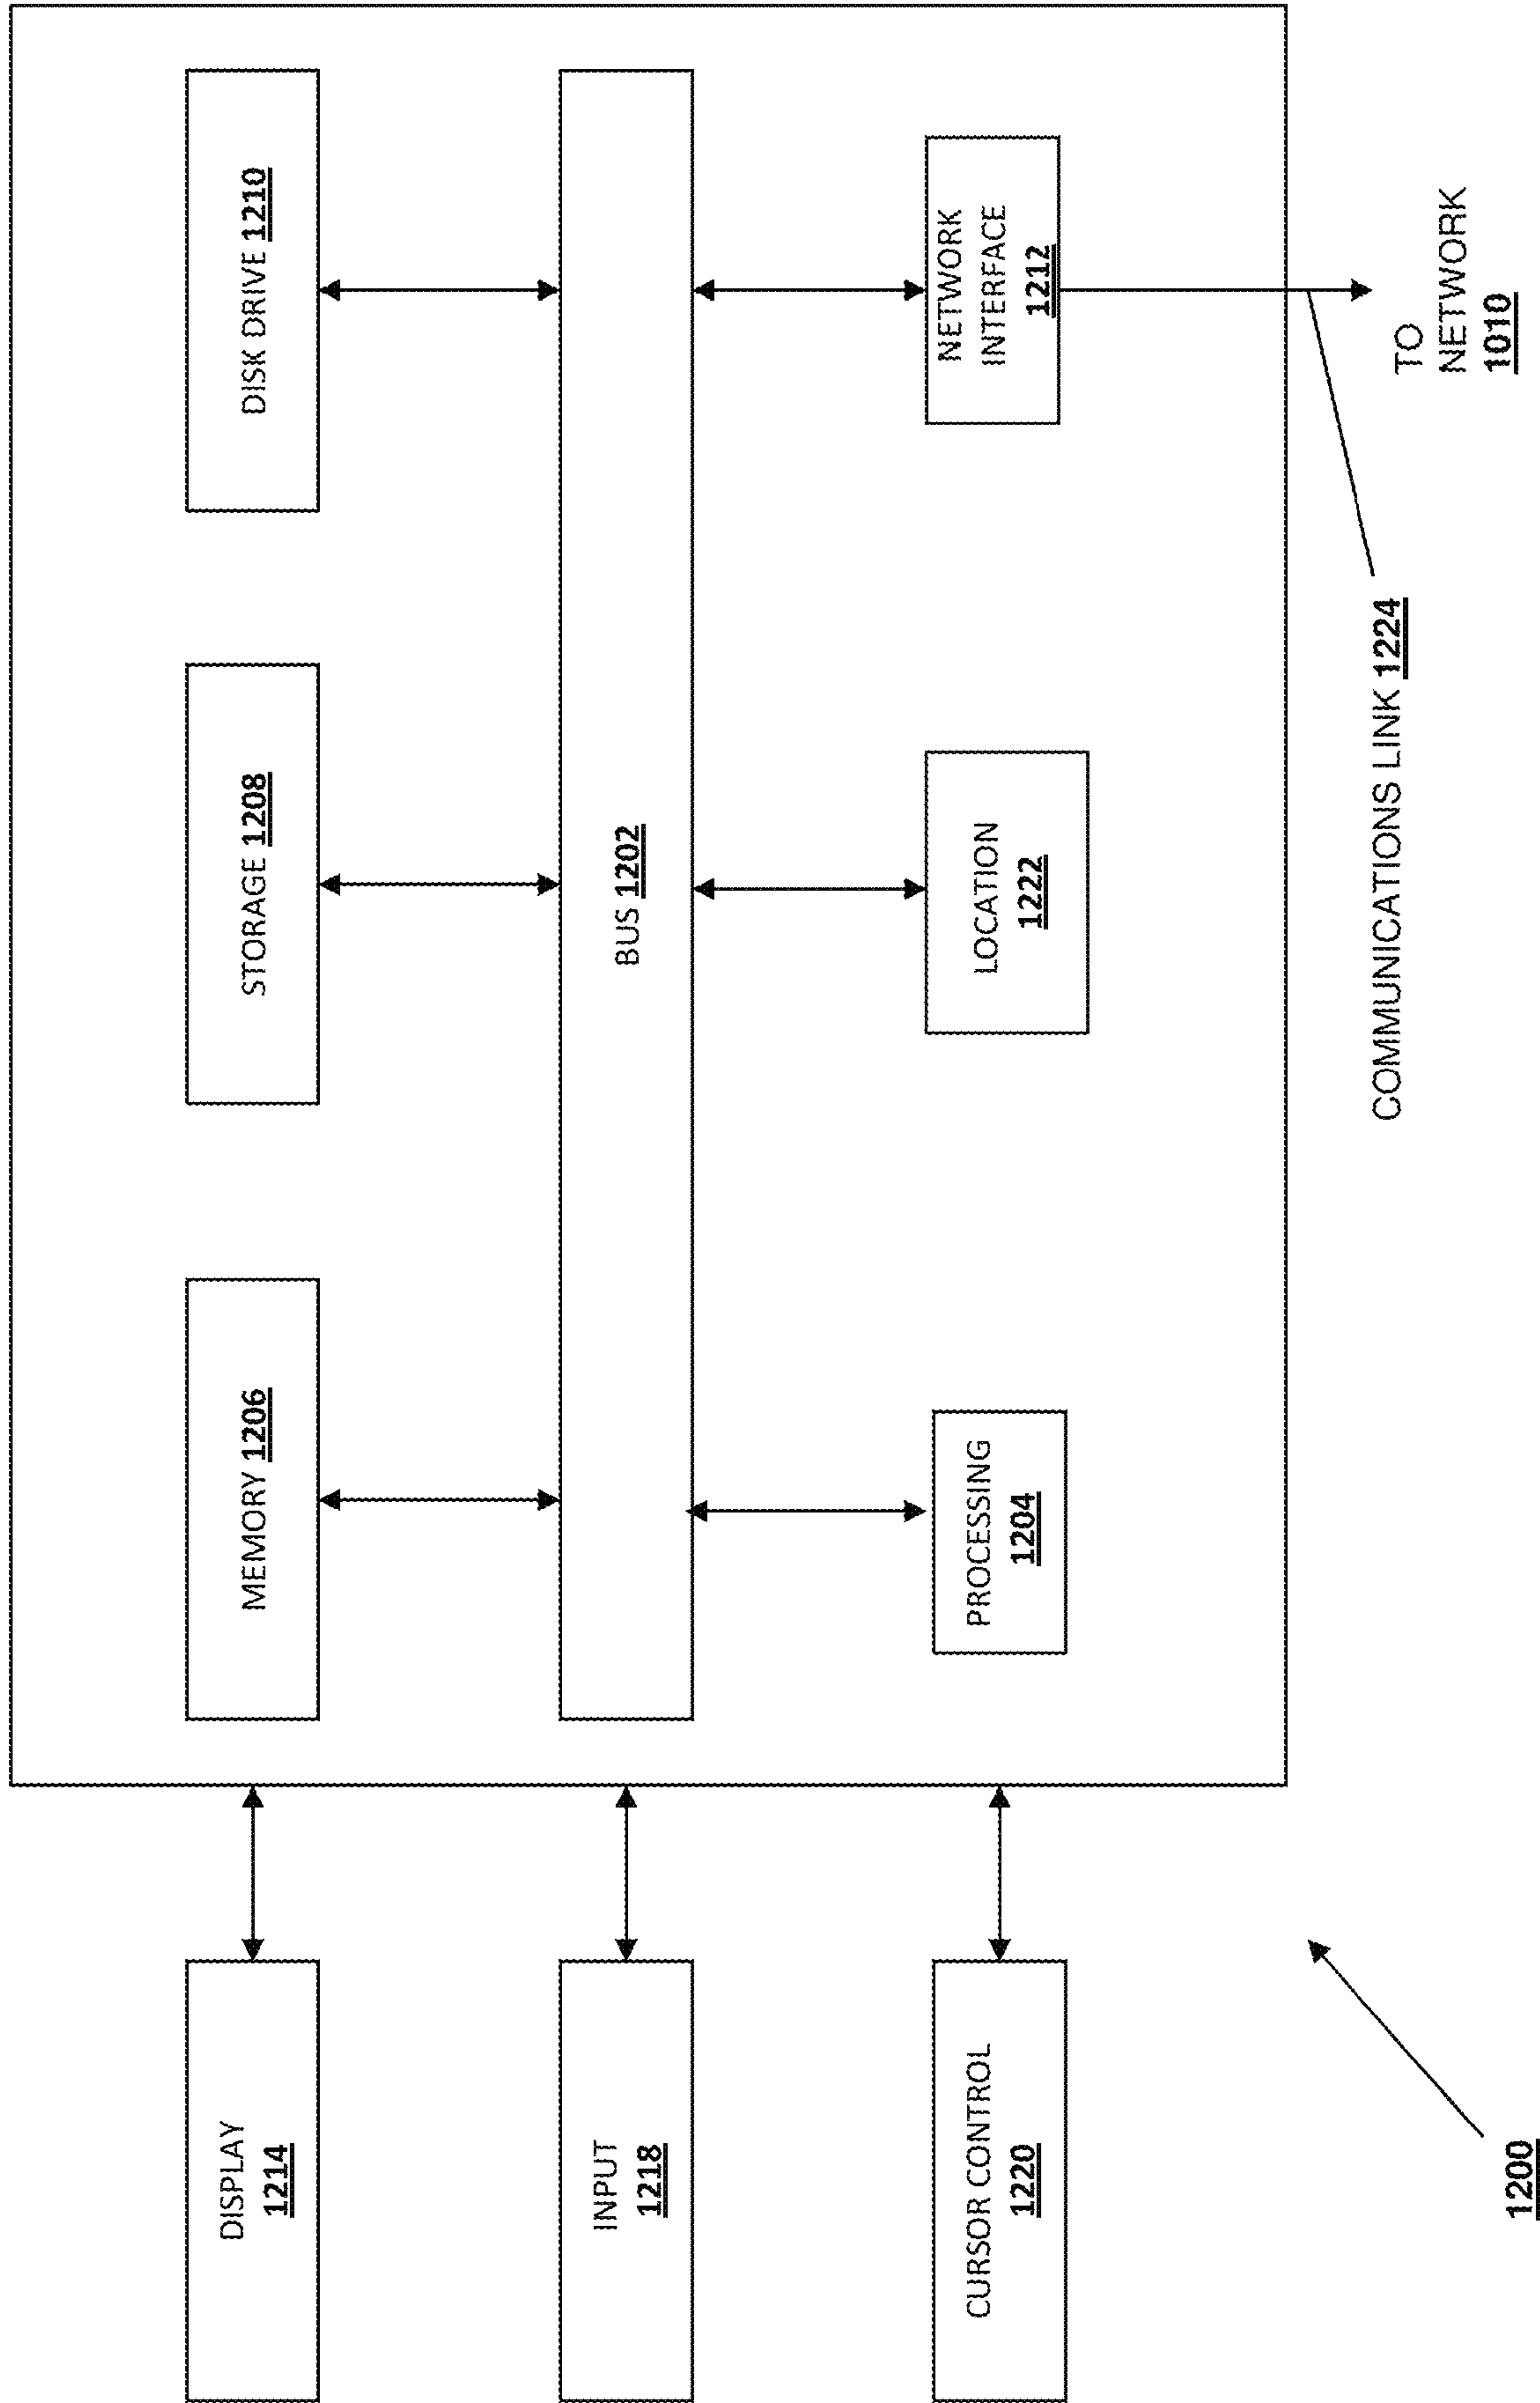 DISPLAY
1214
MEMORY 1206
STORAGE 1208
DISK DRIVE 1210
INPUT
1218
BUS 1202
CURSOR CONTROL
1220
PROCESSING
1204
LOCATION
1222
NETWORK
INTERFACE
1212
COMMUNICATIONS LINK 1224
TO
NETWORK
1010
1200